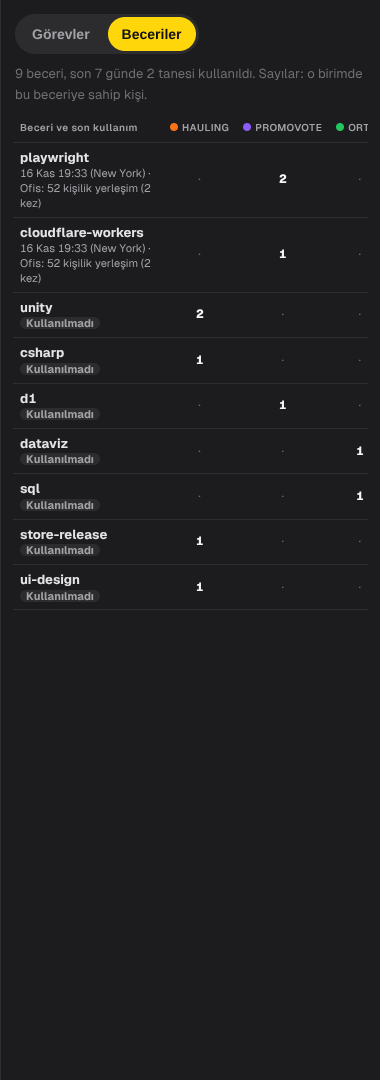 Görevler Beceriler
9 beceri, son 7 günde 2 tanesi kullanıldı. Sayılar: o birimde
bu beceriye sahip kişi.
Beceri ve son kullanım HAULING PROMOVOTE ORT
playwright
16 Kas 19:33 (New York) ·
Ofis: 52 kişilik yerleşim (2
kez)
· 2 ·
cloudflare-workers
16 Kas 19:33 (New York) ·
Ofis: 52 kişilik yerleşim (2
kez)
· 1 ·
unity
Kullanılmadı
2 · ·
csharp
Kullanılmadı
1 · ·
d1
Kullanılmadı
· 1 ·
dataviz
Kullanılmadı
· · 1
sql
Kullanılmadı
· · 1
store-release
Kullanılmadı
1 · ·
ui-design
Kullanılmadı
1 · ·